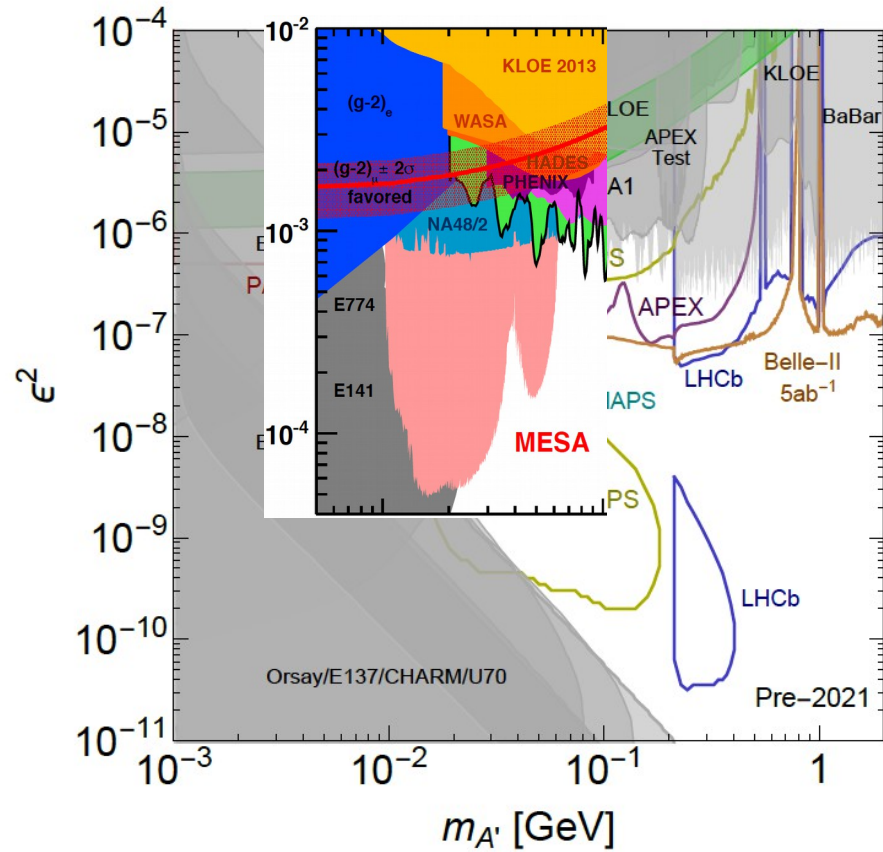 10⁻⁴
10⁻⁵
10⁻⁶
10⁻⁷
10⁻⁸
10⁻⁹
10⁻¹⁰
10⁻¹¹
ϵ²
10⁻²
10⁻³
10⁻⁴
KLOE 2013
(g-2)ₑ
WASA
(g-2)μ ± 2σ
favored
HADES
PHENIX
NA48/2
E774
E141
MESA
LOE
APEX
Test
A1
KLOE
BaBar
S
APEX
LHCb
Belle−II
5ab⁻¹
IAPS
PS
LHCb
E
PA
E
Orsay/E137/CHARM/U70
Pre−2021
10⁻³
10⁻²
10⁻¹
1
m_A' [GeV]